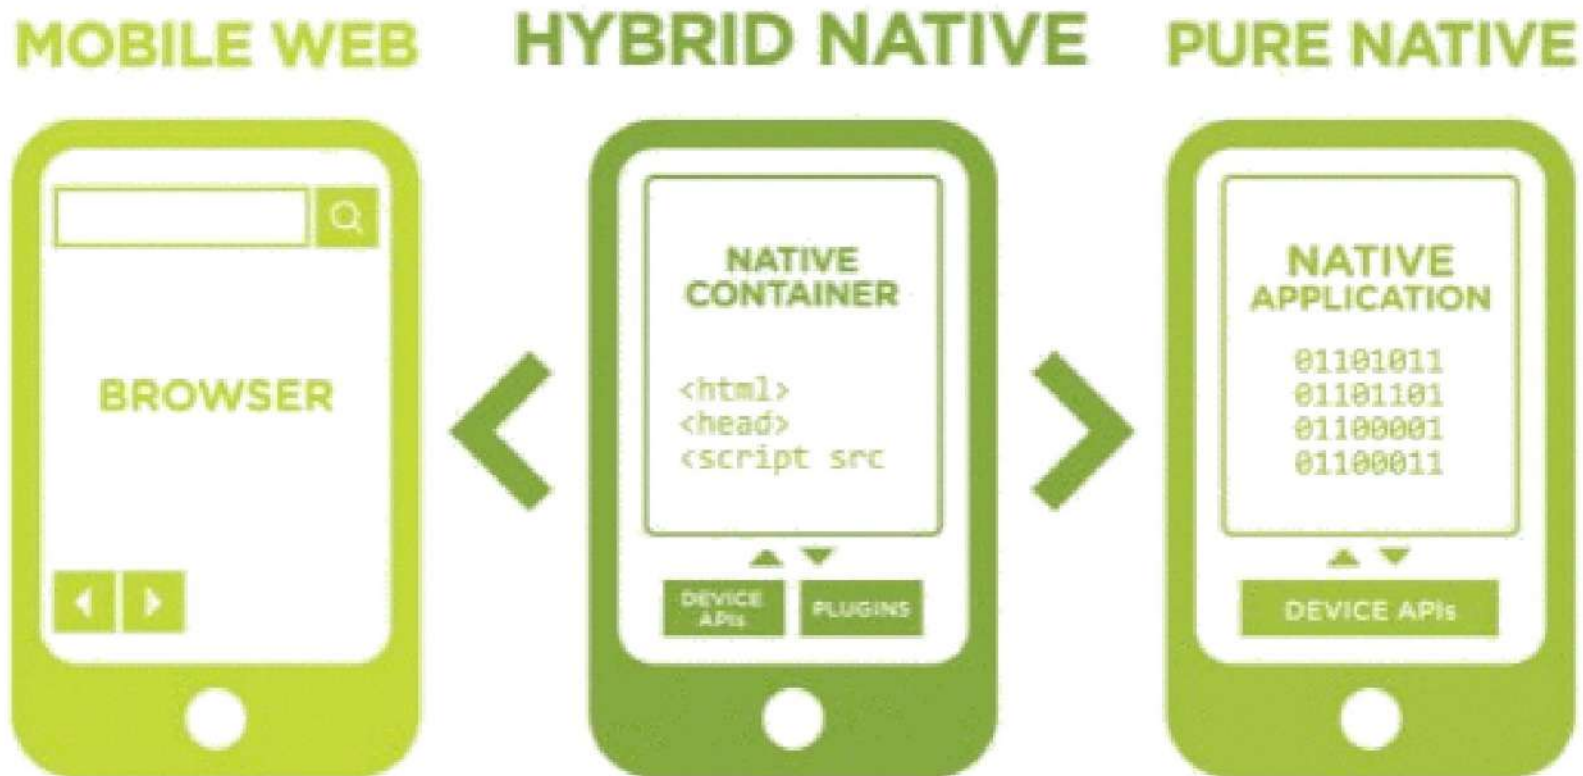 MOBILE WEB
HYBRID NATIVE
PURE NATIVE
BROWSER
NATIVE
CONTAINER
<html>
<head>
<script src
DEVICE
APIs
PLUGINS
NATIVE
APPLICATION
01101011
01101101
01100001
01100011
DEVICE APIs